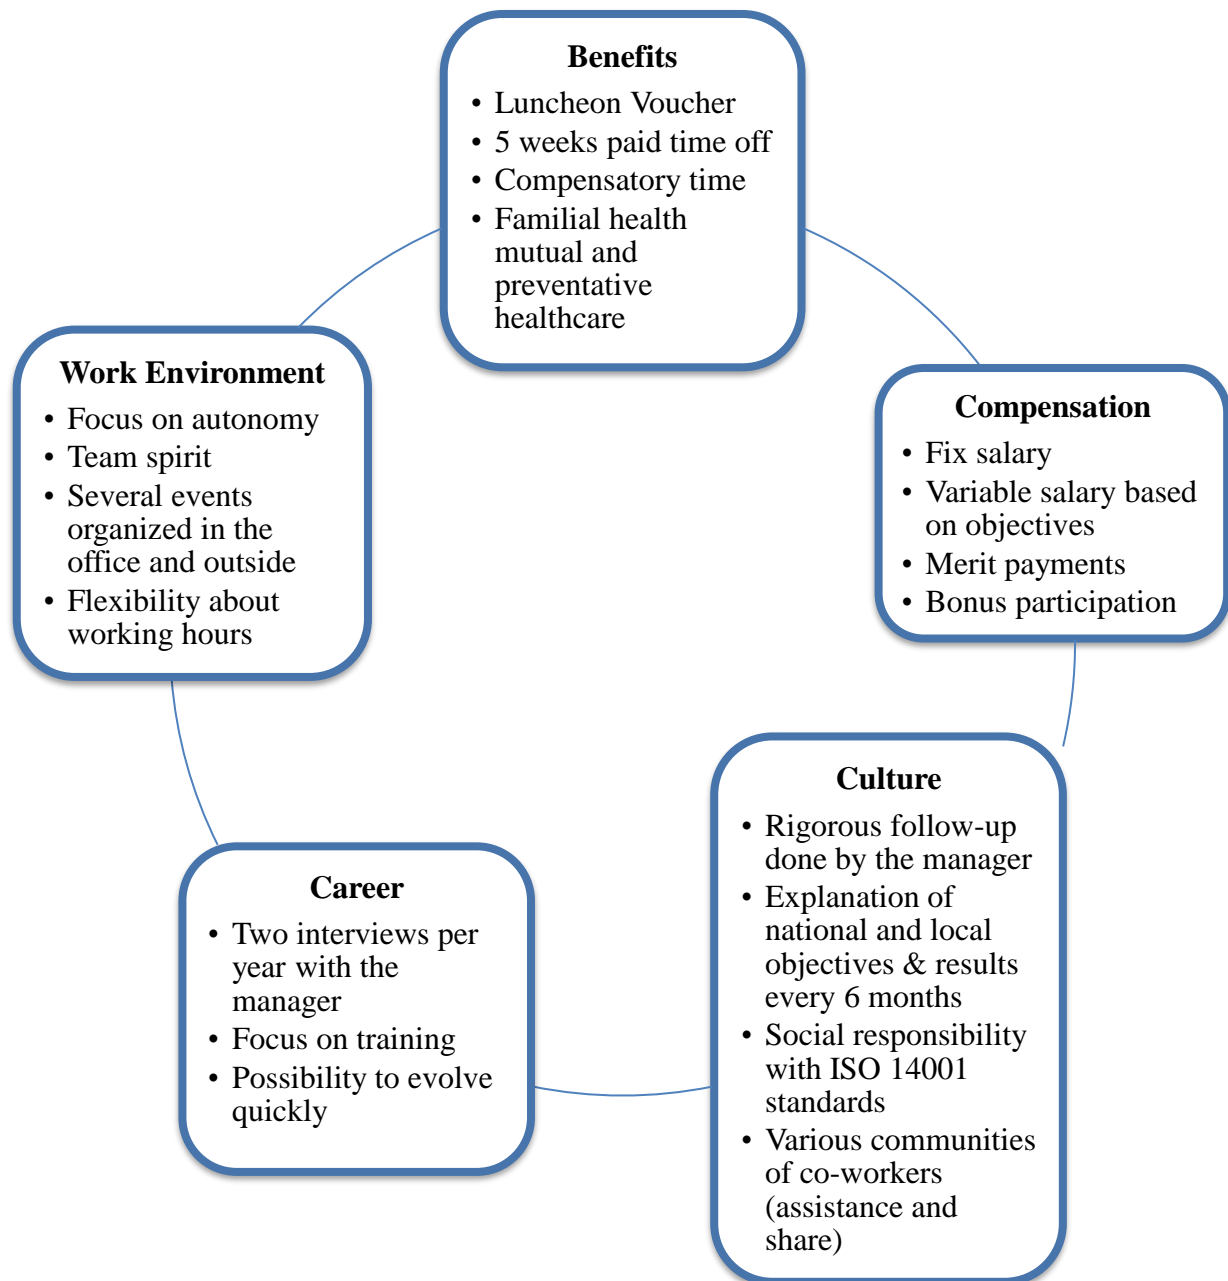 Benefits
• Luncheon Voucher
• 5 weeks paid time off
• Compensatory time
• Familial health
mutual and
preventative
healthcare
Work Environment
• Focus on autonomy
• Team spirit
• Several events
organized in the
office and outside
• Flexibility about
working hours
Compensation
• Fix salary
• Variable salary based
on objectives
• Merit payments
• Bonus participation
Culture
• Rigorous follow-up
done by the manager
• Explanation of
national and local
objectives & results
every 6 months
• Social responsibility
with ISO 14001
standards
• Various communities
of co-workers
(assistance and
share)
Career
• Two interviews per
year with the
manager
• Focus on training
• Possibility to evolve
quickly